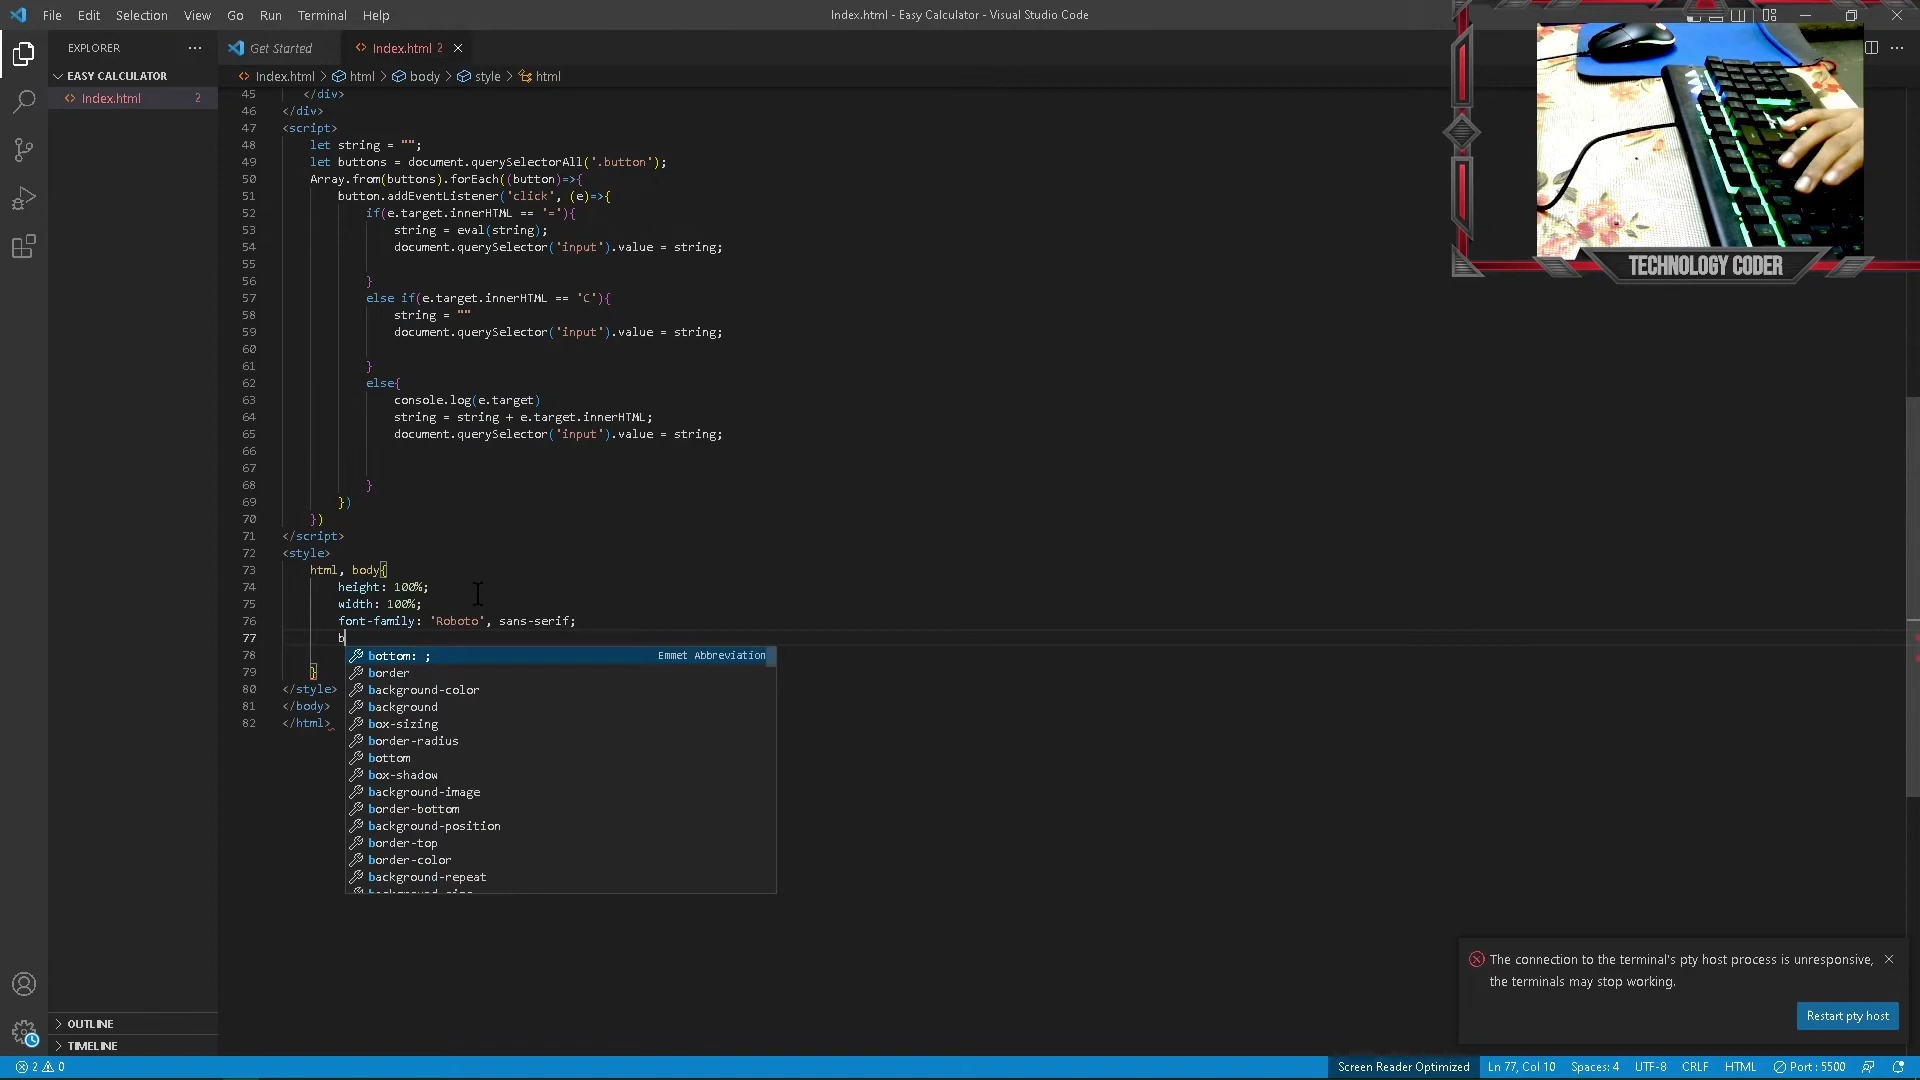 File Edit Selection View Go Run Terminal Help
Index.html - Easy Calculator - Visual Studio Code
EXPLORER
EASY CALCULATOR
Index.html 2
OUTLINE
TIMELINE
Get Started
Index.html 2
Index.html > html > body > style > html
45 </div>
46 </div>
47 <script>
48 let string = "";
49 let buttons = document.querySelectorAll('.button');
50 Array.from(buttons).forEach((button)=>{
51 button.addEventListener('click', (e)=>{
52 if(e.target.innerHTML == '='){
53 string = eval(string);
54 document.querySelector('input').value = string;
55
56 }
57 else if(e.target.innerHTML == 'C'){
58 string = ""
59 document.querySelector('input').value = string;
60
61 }
62 else{
63 console.log(e.target)
64 string = string + e.target.innerHTML;
65 document.querySelector('input').value = string;
66
67
68 }
69 })
70 })
71 </script>
72 <style>
73 html, body{
74 height: 100%;
75 width: 100%;
76 font-family: 'Roboto', sans-serif;
77 b
78
79 }
80 </style>
81 </body>
82 </html>
bottom: ; Emmet Abbreviation
border
background-color
background
box-sizing
border-radius
bottom
box-shadow
background-image
border-bottom
background-position
border-top
border-color
background-repeat
TECHNOLOGY CODER
The connection to the terminal's pty host process is unresponsive,
the terminals may stop working.
Restart pty host
2 0
Screen Reader Optimized Ln 77, Col 10 Spaces: 4 UTF-8 CRLF HTML Port : 5500